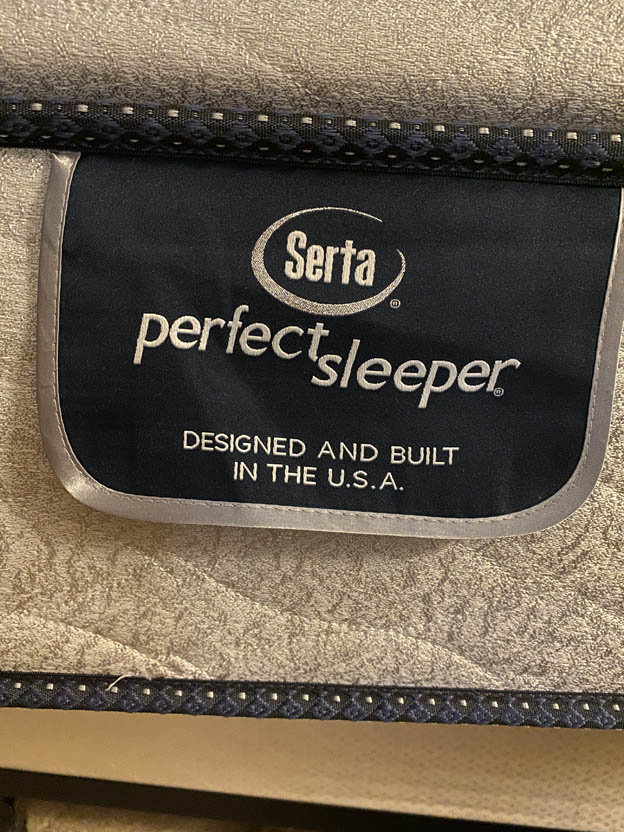 Serta®
perfect sleeper®
DESIGNED AND BUILT
IN THE U.S.A.